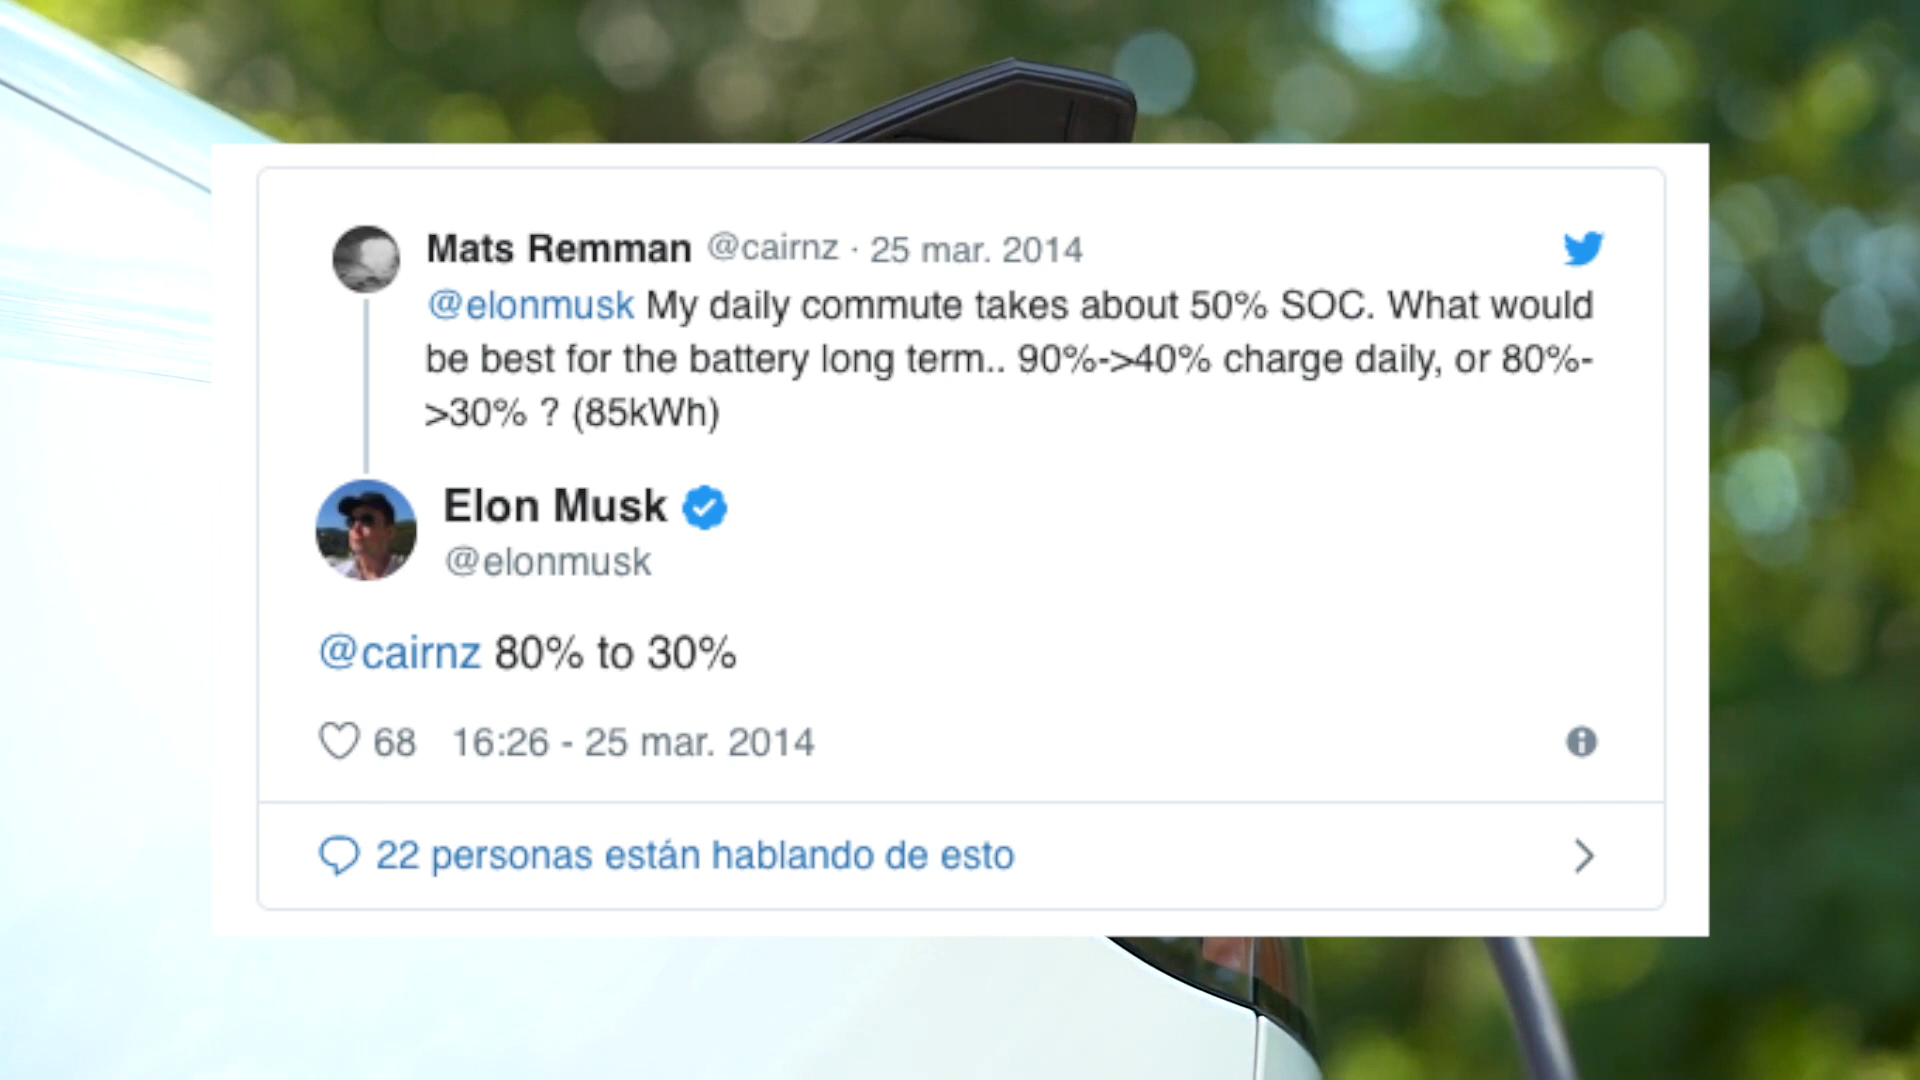 Mats Remman @cairnz · 25 mar. 2014
@elonmusk My daily commute takes about 50% SOC. What would
be best for the battery long term.. 90%->40% charge daily, or 80%-
>30% ? (85kWh)
Elon Musk
@elonmusk
@cairnz 80% to 30%
68 16:26 - 25 mar. 2014
22 personas están hablando de esto